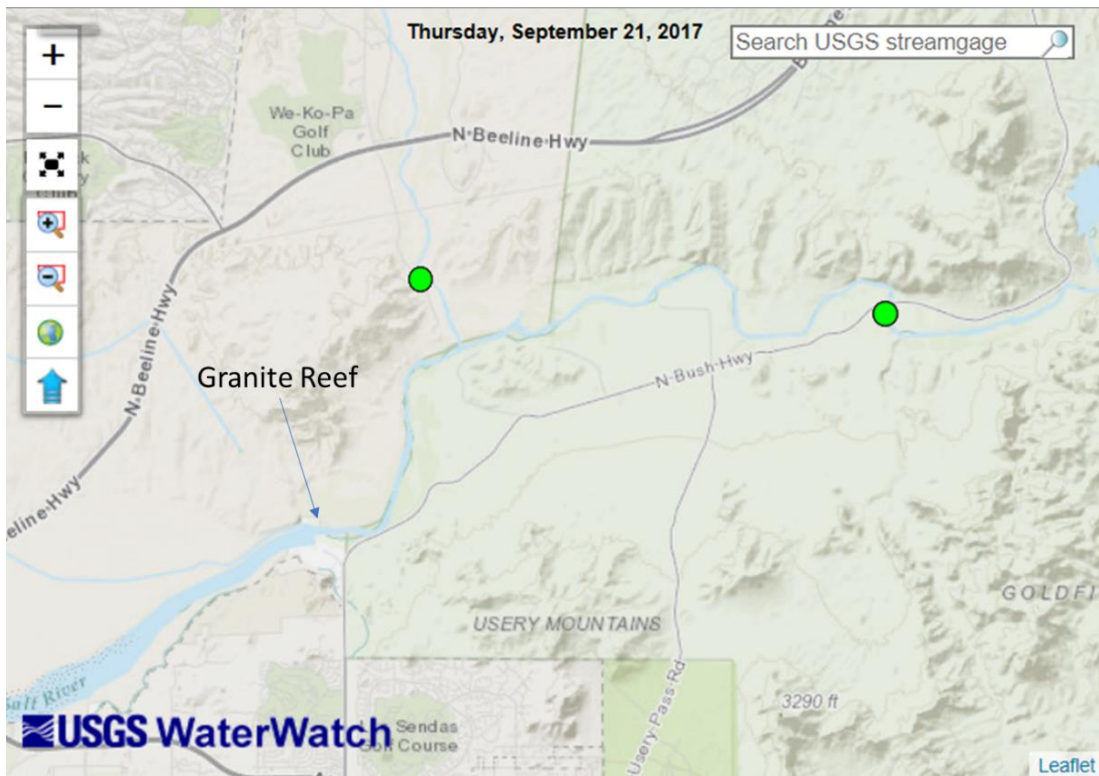 Thursday, September 21, 2017
Search USGS streamgage
+
−
We-Ko-Pa
Golf
Club
N Beeline Hwy
N Beeline Hwy
N Bush Hwy
Granite Reef
eeline Hwy
GOLDFI
USERY MOUNTAINS
Usery Pass Rd
3290 ft
Salt River
USGS WaterWatch
Sendas
Golf Course
Leaflet